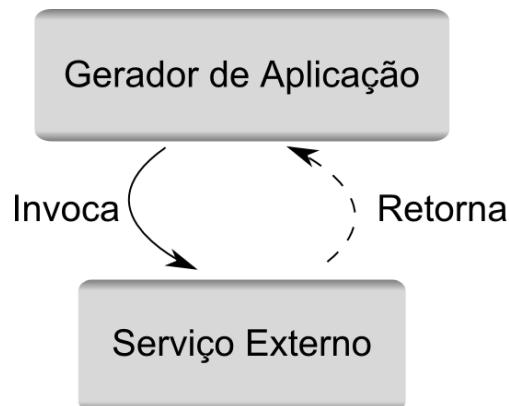 Gerador de Aplicação
Invoca
Retorna
Serviço Externo